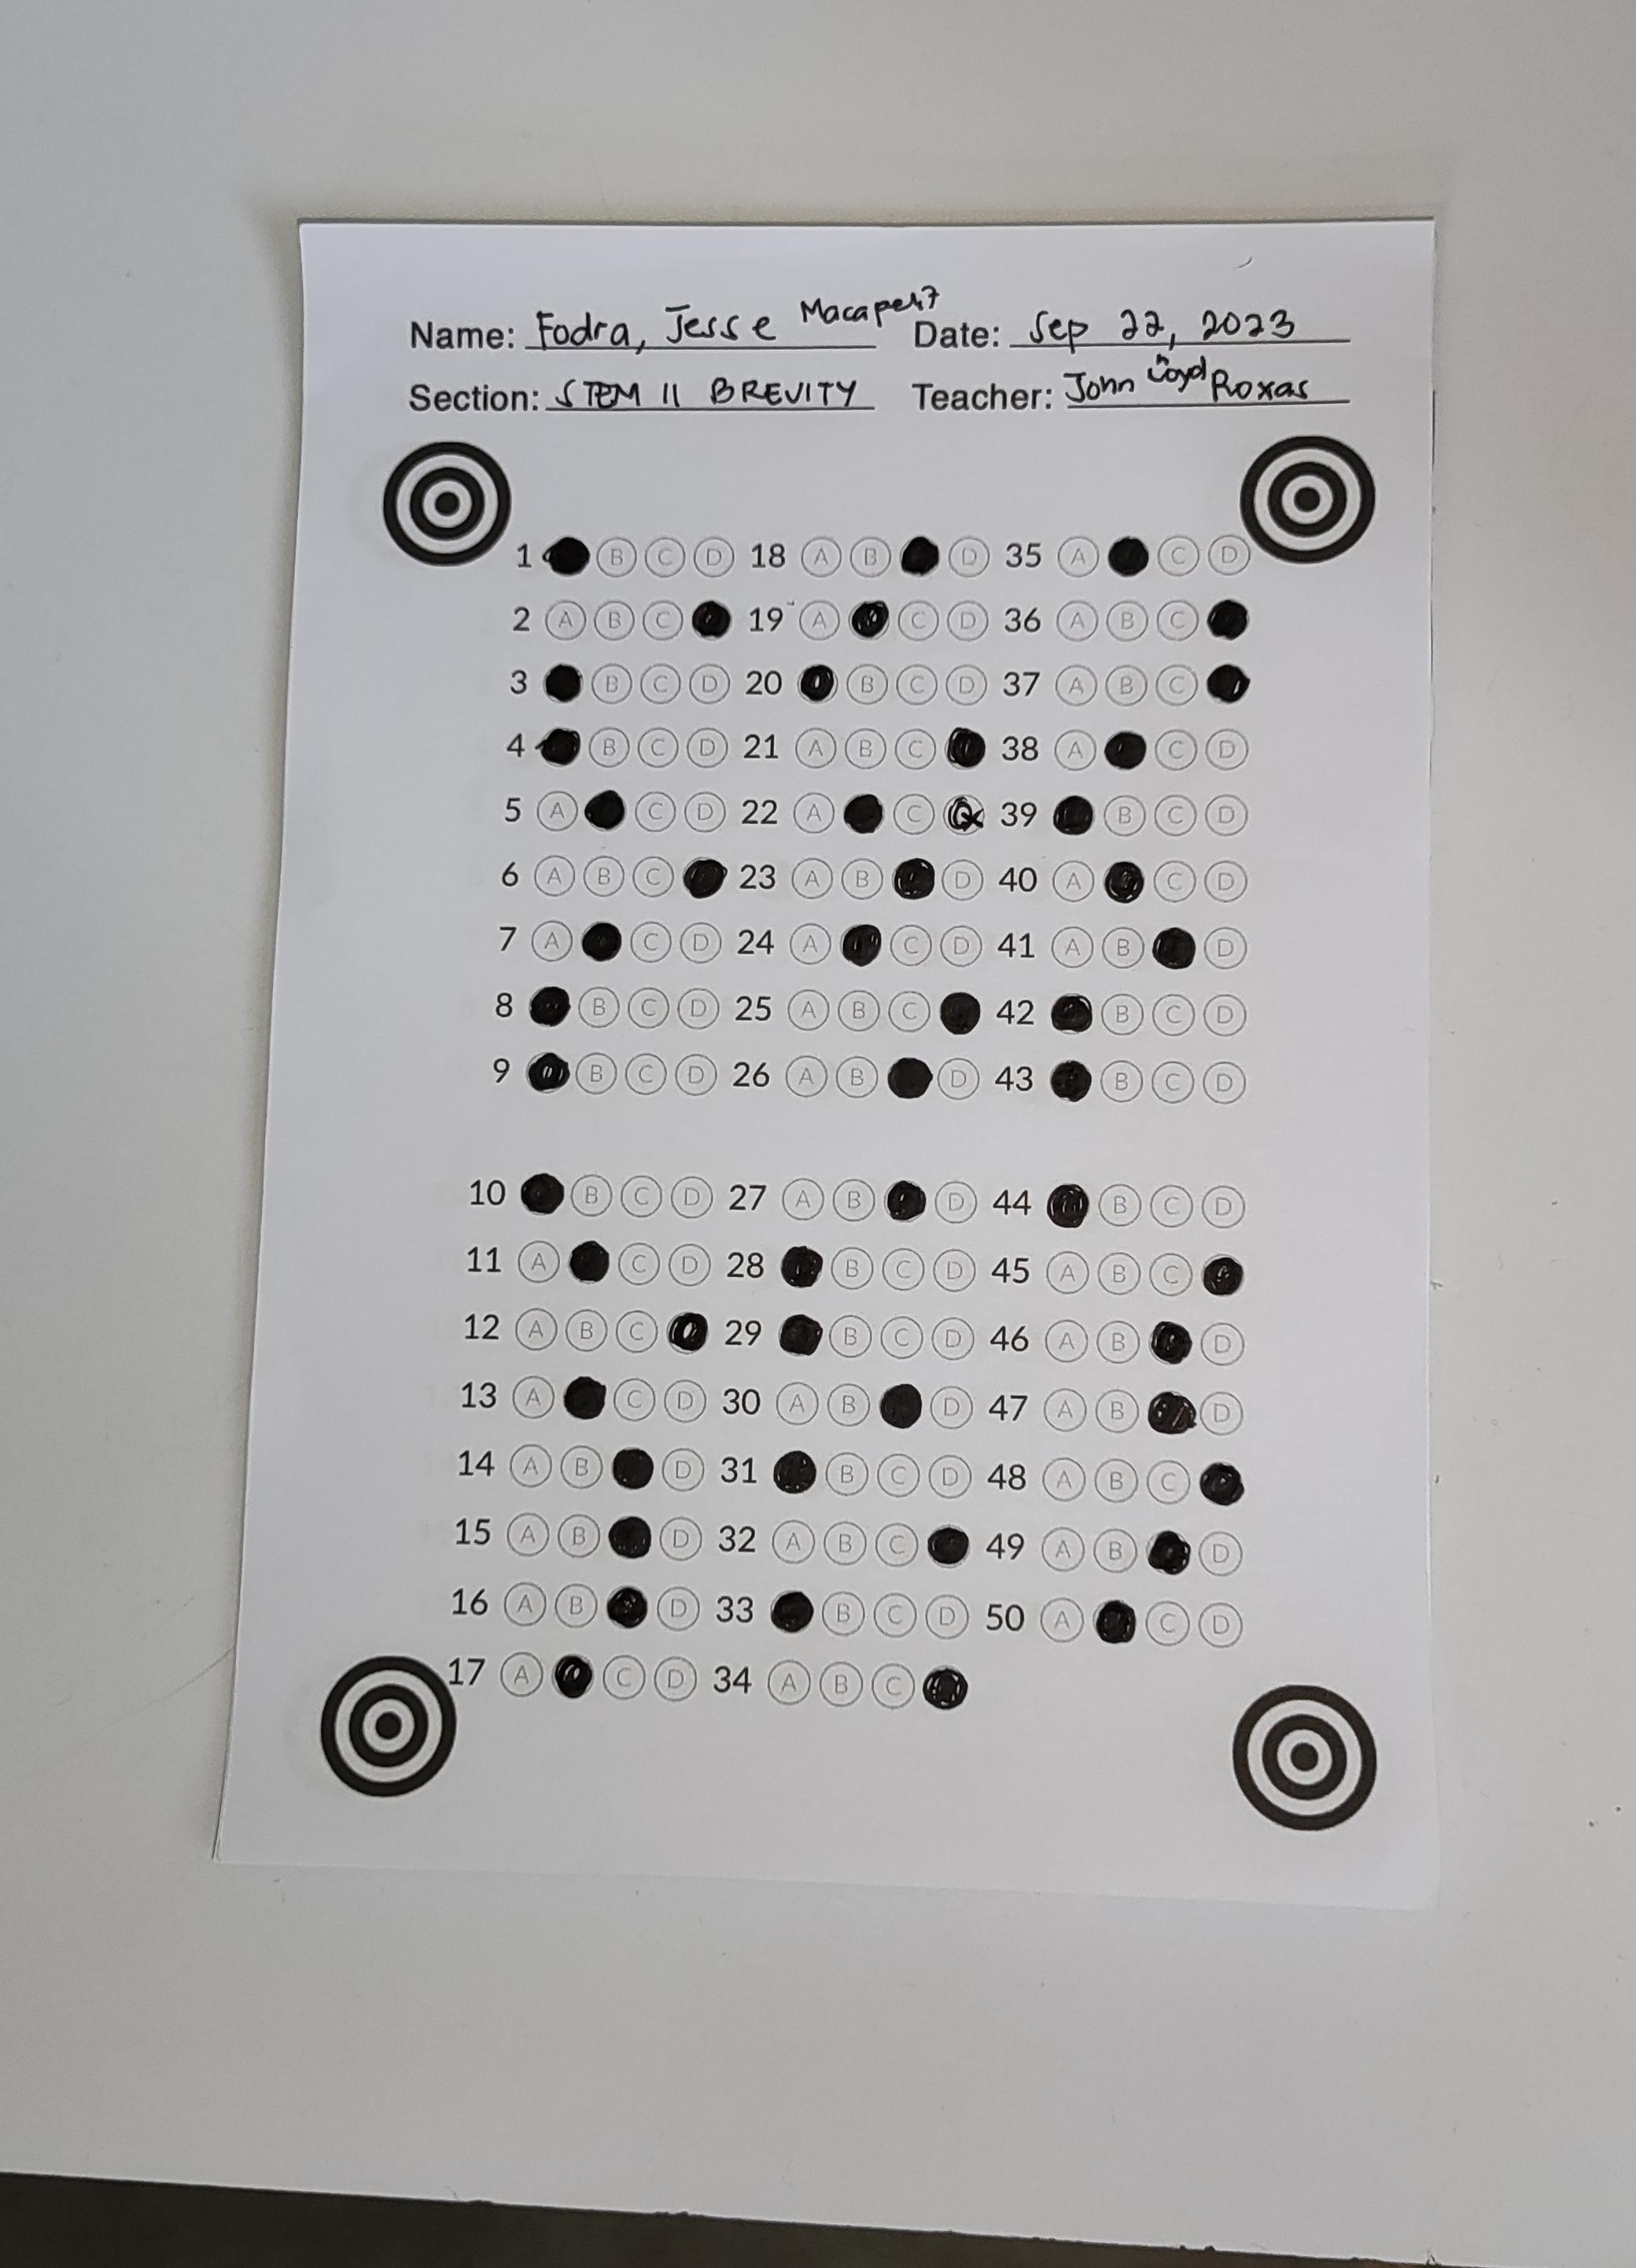 Name: Fodra, Jesse Date: Sep 22, 2023
Section: STEM 11 BREVITY Teacher: John Lloyd Roxas
1 B C D 18 A B D 35 A C D
2 A B C 19 A C D 36 A B C
3 B C D 20 B C D 37 A B C
4 B C D 21 A B C 38 A C D
5 A C D 22 A C 39 B C D
6 A B C 23 A B D 40 A C D
7 A C D 24 A C D 41 A B D
8 B C D 25 A B C 42 B C D
9 B C D 26 A B D 43 B C D
10 B C D 27 A B D 44 B C D
11 A C D 28 B C D 45 A B C
12 A B C 29 B C D 46 A B D
13 A C D 30 A B D 47 A B D
14 A B D 31 B C D 48 A B C
15 A B D 32 A B C 49 A B D
16 A B D 33 B C D 50 A C D
17 A C D 34 A B C